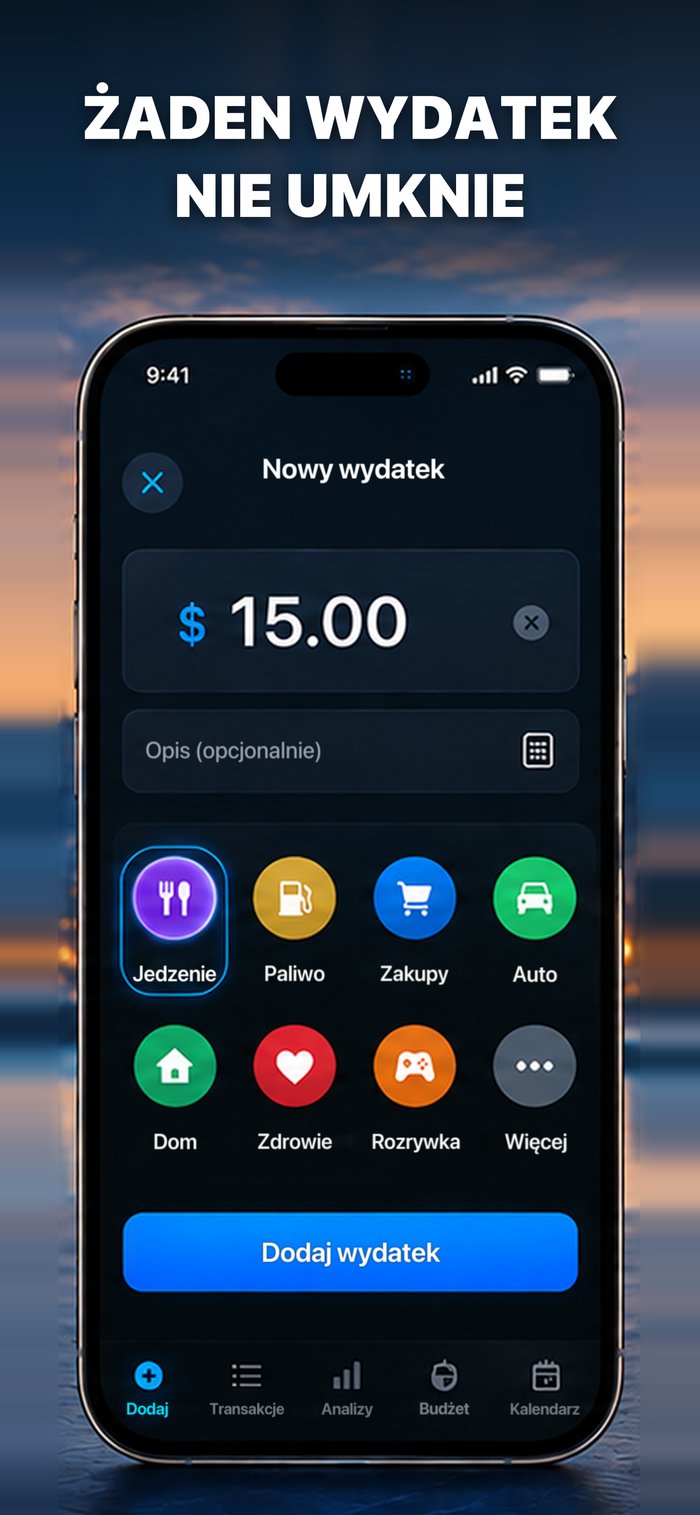 ŻADEN WYDATEK
NIE UMKNIE
9:41
Nowy wydatek
$ 15.00
Opis (opcjonalnie)
Jedzenie Paliwo Zakupy Auto
Dom Zdrowie Rozrywka Więcej
Dodaj wydatek
Dodaj Transakcje Analizy Budżet Kalendarz